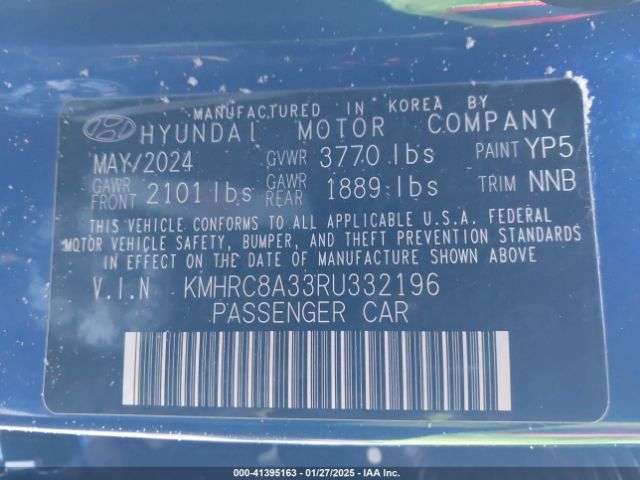 MANUFACTURED IN KOREA BY
HYUNDAI MOTOR COMPANY
MAY/2024 GVWR 3770 lbs PAINT YP5
GAWR FRONT 2101 lbs GAWR REAR 1889 lbs TRIM NNB
THIS VEHICLE CONFORMS TO ALL APPLICABLE U.S.A. FEDERAL
MOTOR VEHICLE SAFETY, BUMPER, AND THEFT PREVENTION STANDARDS
IN EFFECT ON THE DATE OF MANUFACTURE SHOWN ABOVE
V.I.N KMHRC8A33RU332196
PASSENGER CAR
000-41395163 | 01/27/2025 | IAA Inc.